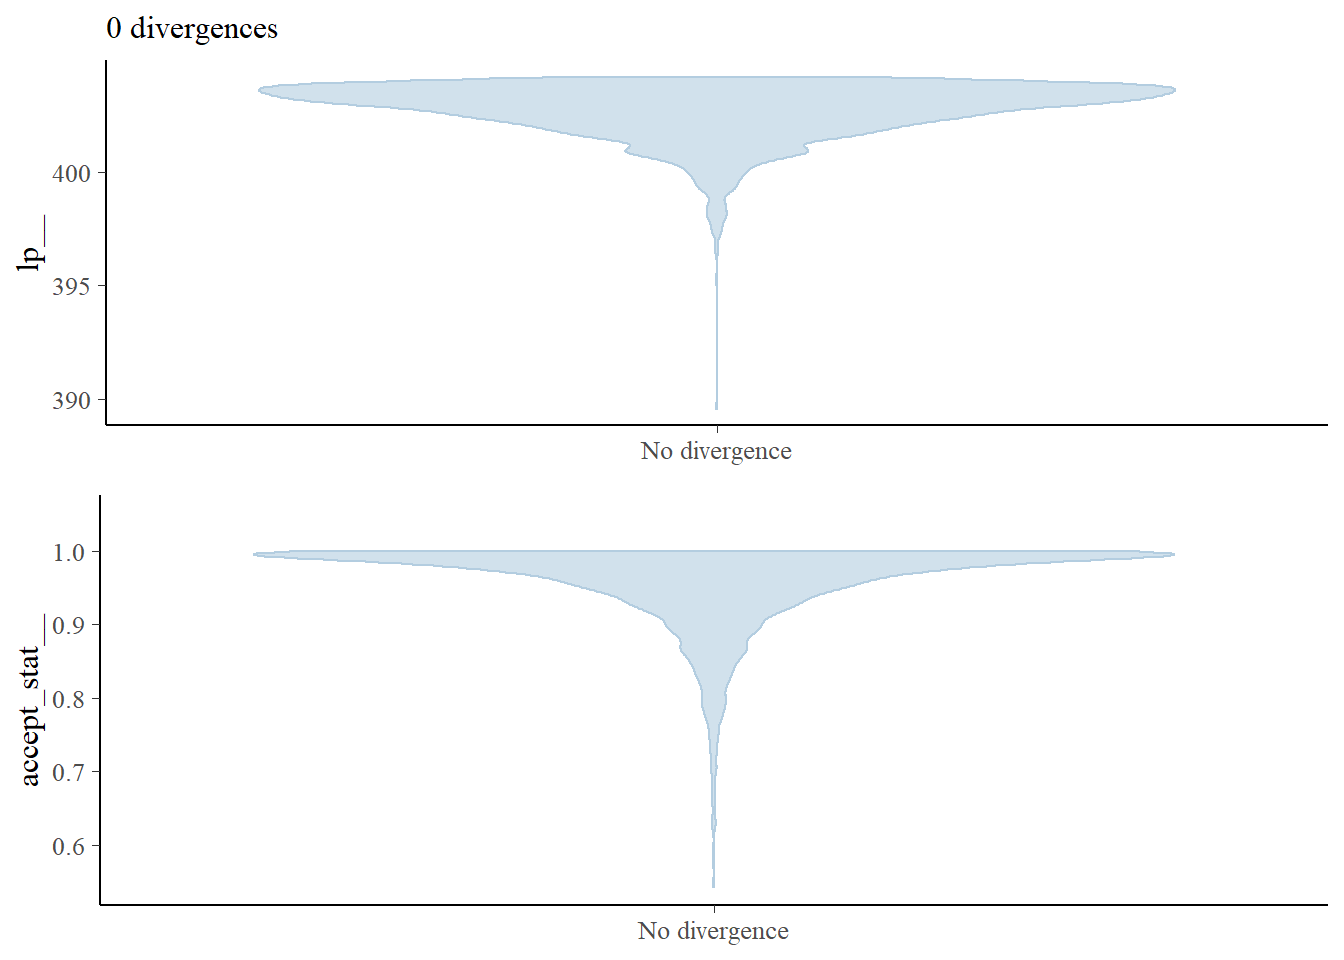 0 divergences
lp__
400
395
390
No divergence
accept_stat__
1.0
0.9
0.8
0.7
0.6
No divergence